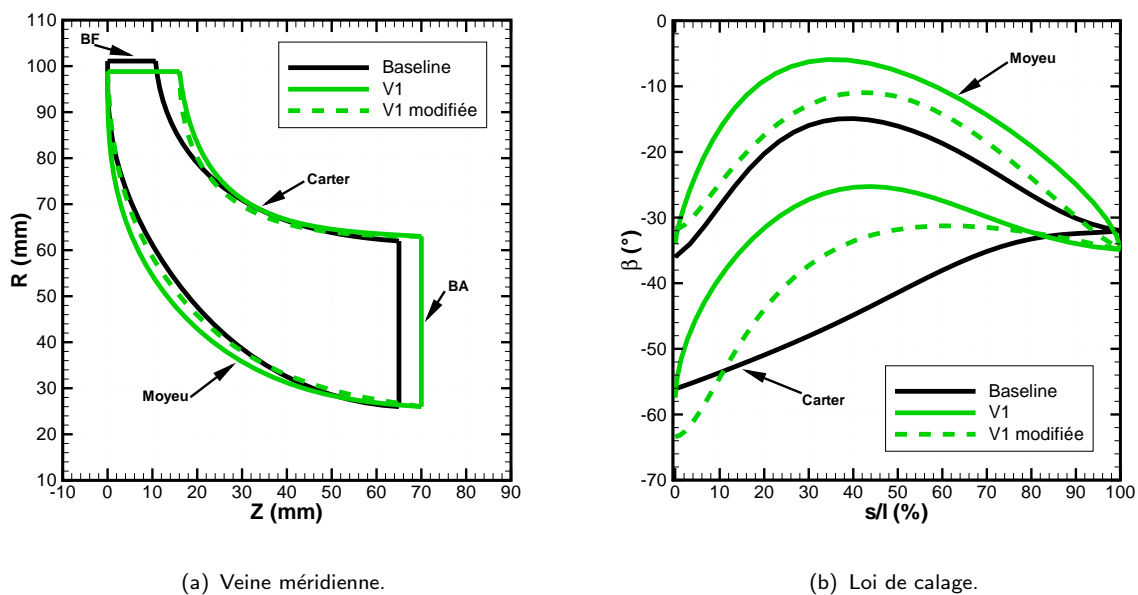 BF
Baseline
V1
V1 modifiée
Carter
BA
Moyeu
R (mm)
110
100
90
80
70
60
50
40
30
20
10
-10
0
10
20
30
40
50
60
70
80
90
Z (mm)
(a) Veine méridienne.
Moyeu
Carter
Baseline
V1
V1 modifiée
β (°)
0
-10
-20
-30
-40
-50
-60
-70
0
10
20
30
40
50
60
70
80
90
100
s/l (%)
(b) Loi de calage.